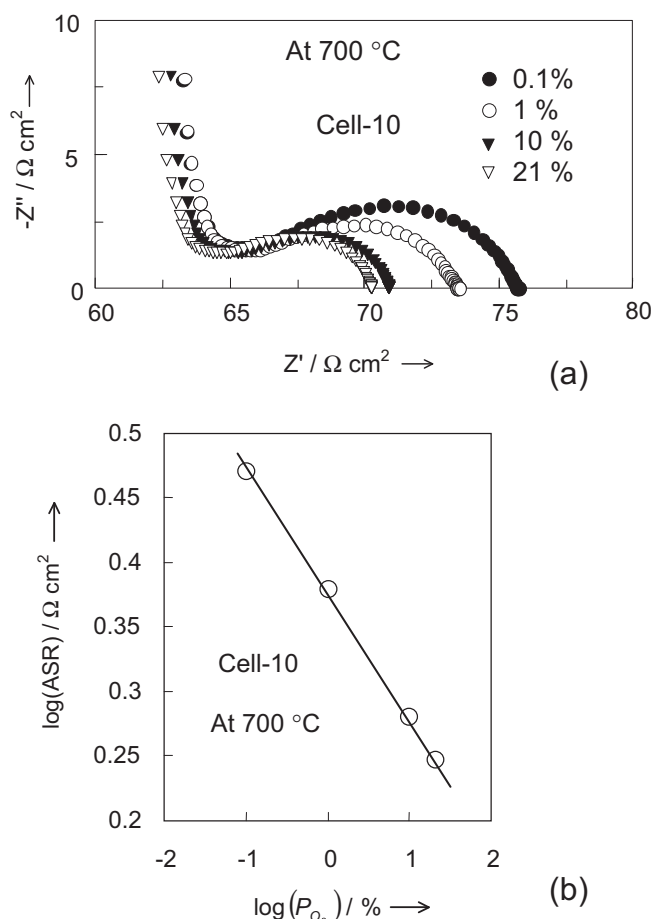 10
At 700 °C
0.1%
1 %
Cell-10
10 %
21 %
5
0
-Z'' / Ω cm²
60
65
70
75
80
Z' / Ω cm²
(a)
0.5
0.45
0.4
0.35
0.3
0.25
0.2
log(ASR) / Ω cm²
Cell-10
At 700 °C
-2
-1
0
1
2
log(P_O₂) / %
(b)